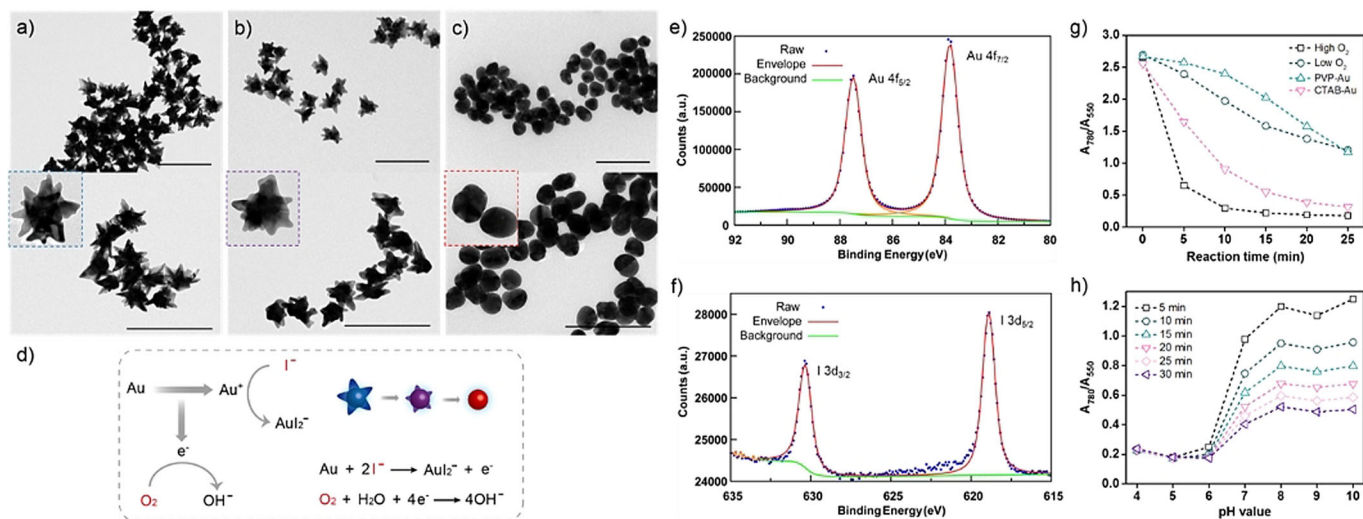 a)
b)
c)
d)
Au
Au⁺
I⁻
AuI₂⁻
e⁻
O₂
OH⁻
Au + 2I⁻ → AuI₂⁻ + e⁻
O₂ + H₂O + 4e⁻ → 4OH⁻
e)
250000
200000
150000
100000
50000
0
Counts (a.u.)
Raw
Envelope
Background
Au 4f₅/₂
Au 4f₇/₂
92 90 88 86 84 82 80
Binding Energy (eV)
f)
28000
27000
26000
25000
24000
Counts (a.u.)
Raw
Envelope
Background
I 3d₃/₂
I 3d₅/₂
635 630 625 620 615
Binding Energy (eV)
g)
3.0
2.5
2.0
1.5
1.0
0.5
0.0
A₇₈₀/A₅₅₀
High O₂
Low O₂
PVP-Au
CTAB-Au
0 5 10 15 20 25
Reaction time (min)
h)
1.2
1.0
0.8
0.6
0.4
0.2
0.0
A₇₈₀/A₅₅₀
5 min
10 min
15 min
20 min
25 min
30 min
4 5 6 7 8 9 10
pH value